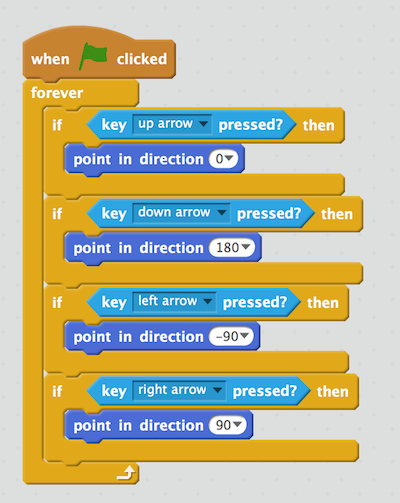 when clicked
forever
if key up arrow pressed? then
point in direction 0
if key down arrow pressed? then
point in direction 180
if key left arrow pressed? then
point in direction -90
if key right arrow pressed? then
point in direction 90